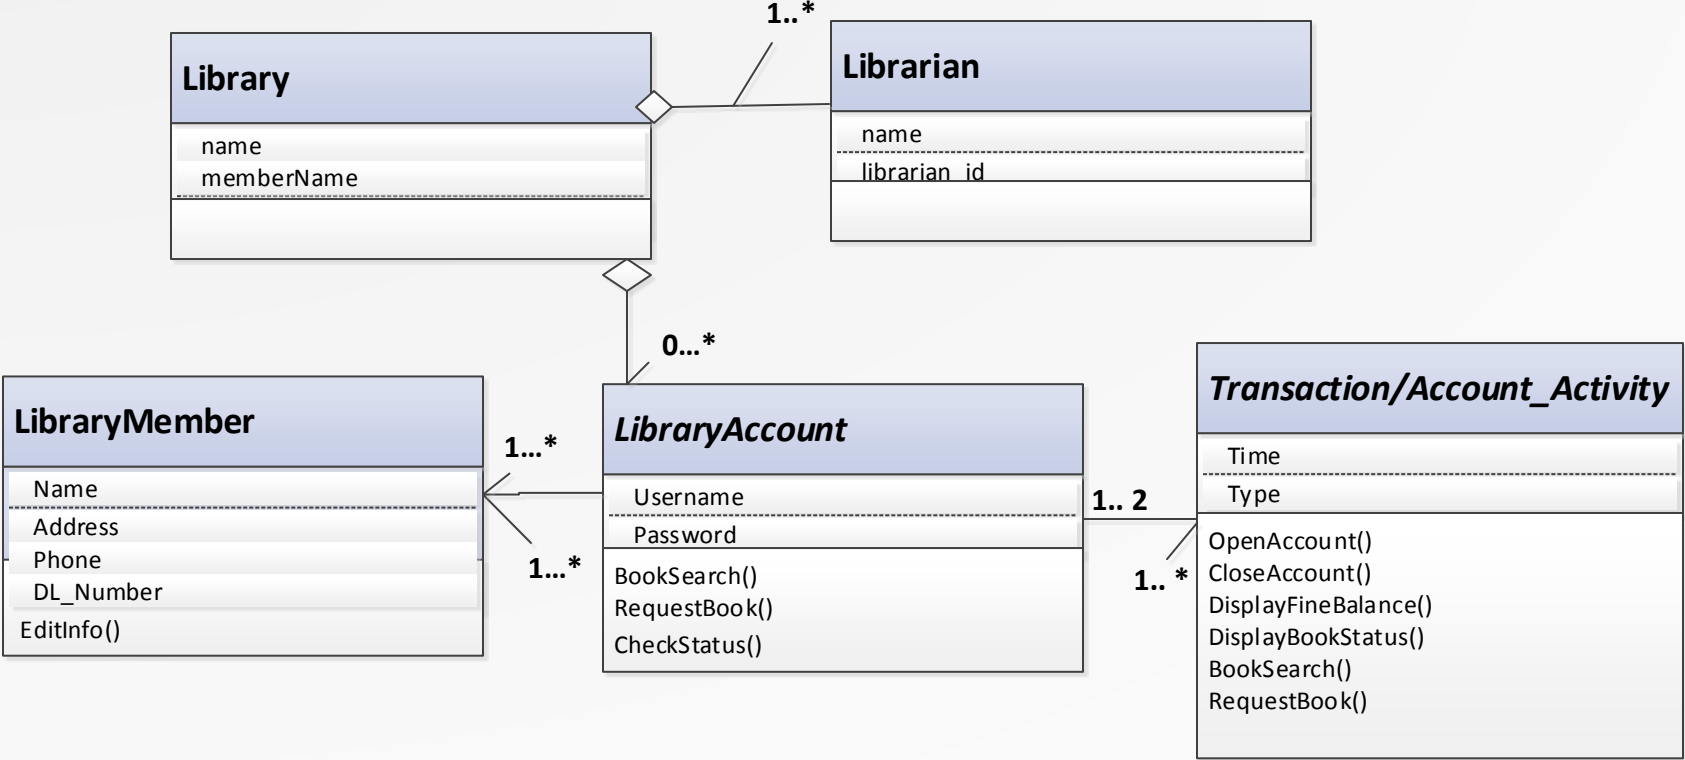 1..*
Library
name
memberName
Librarian
name
librarian_id
0...*
LibraryMember
Name
Address
Phone
DL_Number
EditInfo()
1...*
1...*
LibraryAccount
Username
Password
BookSearch()
RequestBook()
CheckStatus()
1.. 2
1.. *
Transaction/Account_Activity
Time
Type
OpenAccount()
CloseAccount()
DisplayFineBalance()
DisplayBookStatus()
BookSearch()
RequestBook()